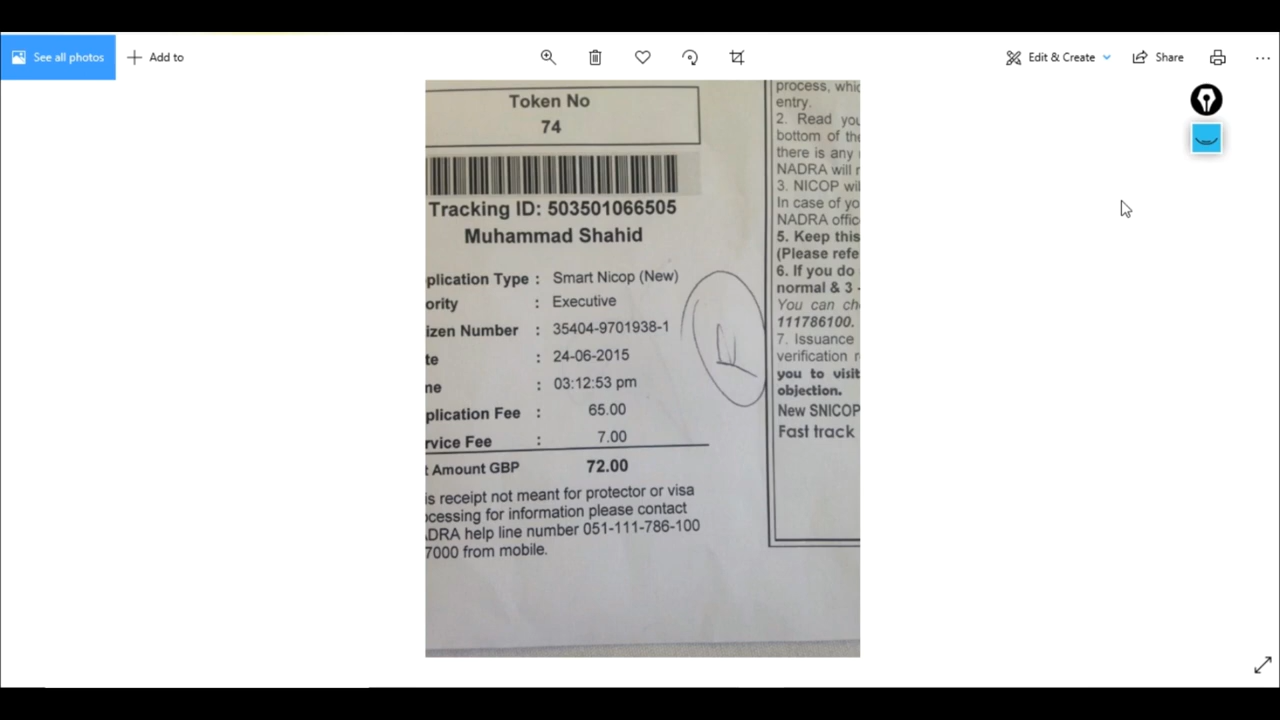 See all photos
Add to
Edit & Create
Share
Token No
74
Tracking ID: 503501066505
Muhammad Shahid
plication Type : Smart Nicop (New)
ority : Executive
izen Number : 35404-9701938-1
te : 24-06-2015
ne : 03:12:53 pm
plication Fee : 65.00
rvice Fee : 7.00
t Amount GBP 72.00
is receipt not meant for protector or visa
ocessing for information please contact
ADRA help line number 051-111-786-100
7000 from mobile.
process, whic
entry.
2. Read you
bottom of the
there is any
NADRA will r
3. NICOP wil
In case of yo
NADRA offic
5. Keep this
(Please refe
6. If you do
normal & 3 -
You can ch
111786100.
7. Issuance
verification r
you to visit
objection.
New SNICOP
Fast track